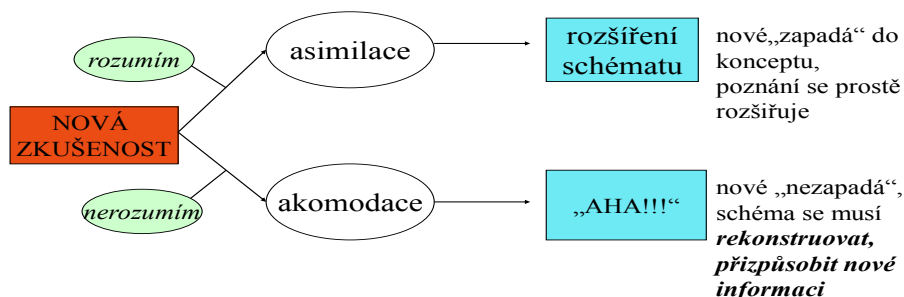 rozumím
asimilace
rozšíření
schématu
nové„zapadá“ do
konceptu,
poznání se prostě
rozšiřuje
NOVÁ
ZKUŠENOST
nerozumím
akomodace
„AHA!!!“
nové „nezapadá“,
schéma se musí
rekonstruovat,
přizpůsobit nové
informaci